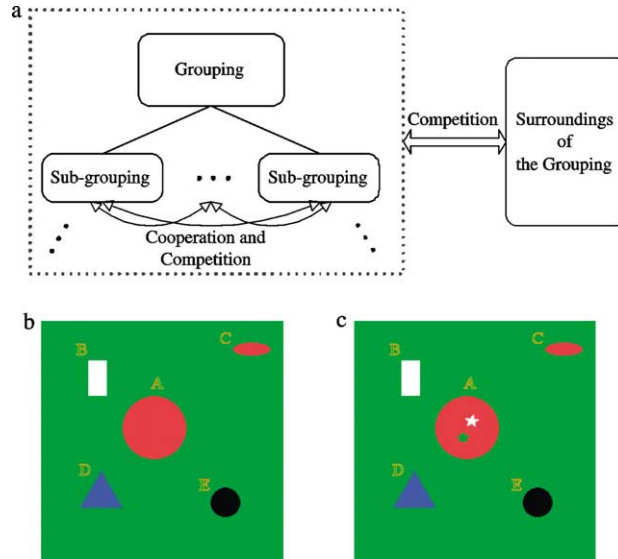 a
Grouping
Competition
Surroundings
of
the Grouping
Sub-grouping
Sub-grouping
Cooperation and
Competition
b
c
C
B
A
D
E
C
B
A
D
E